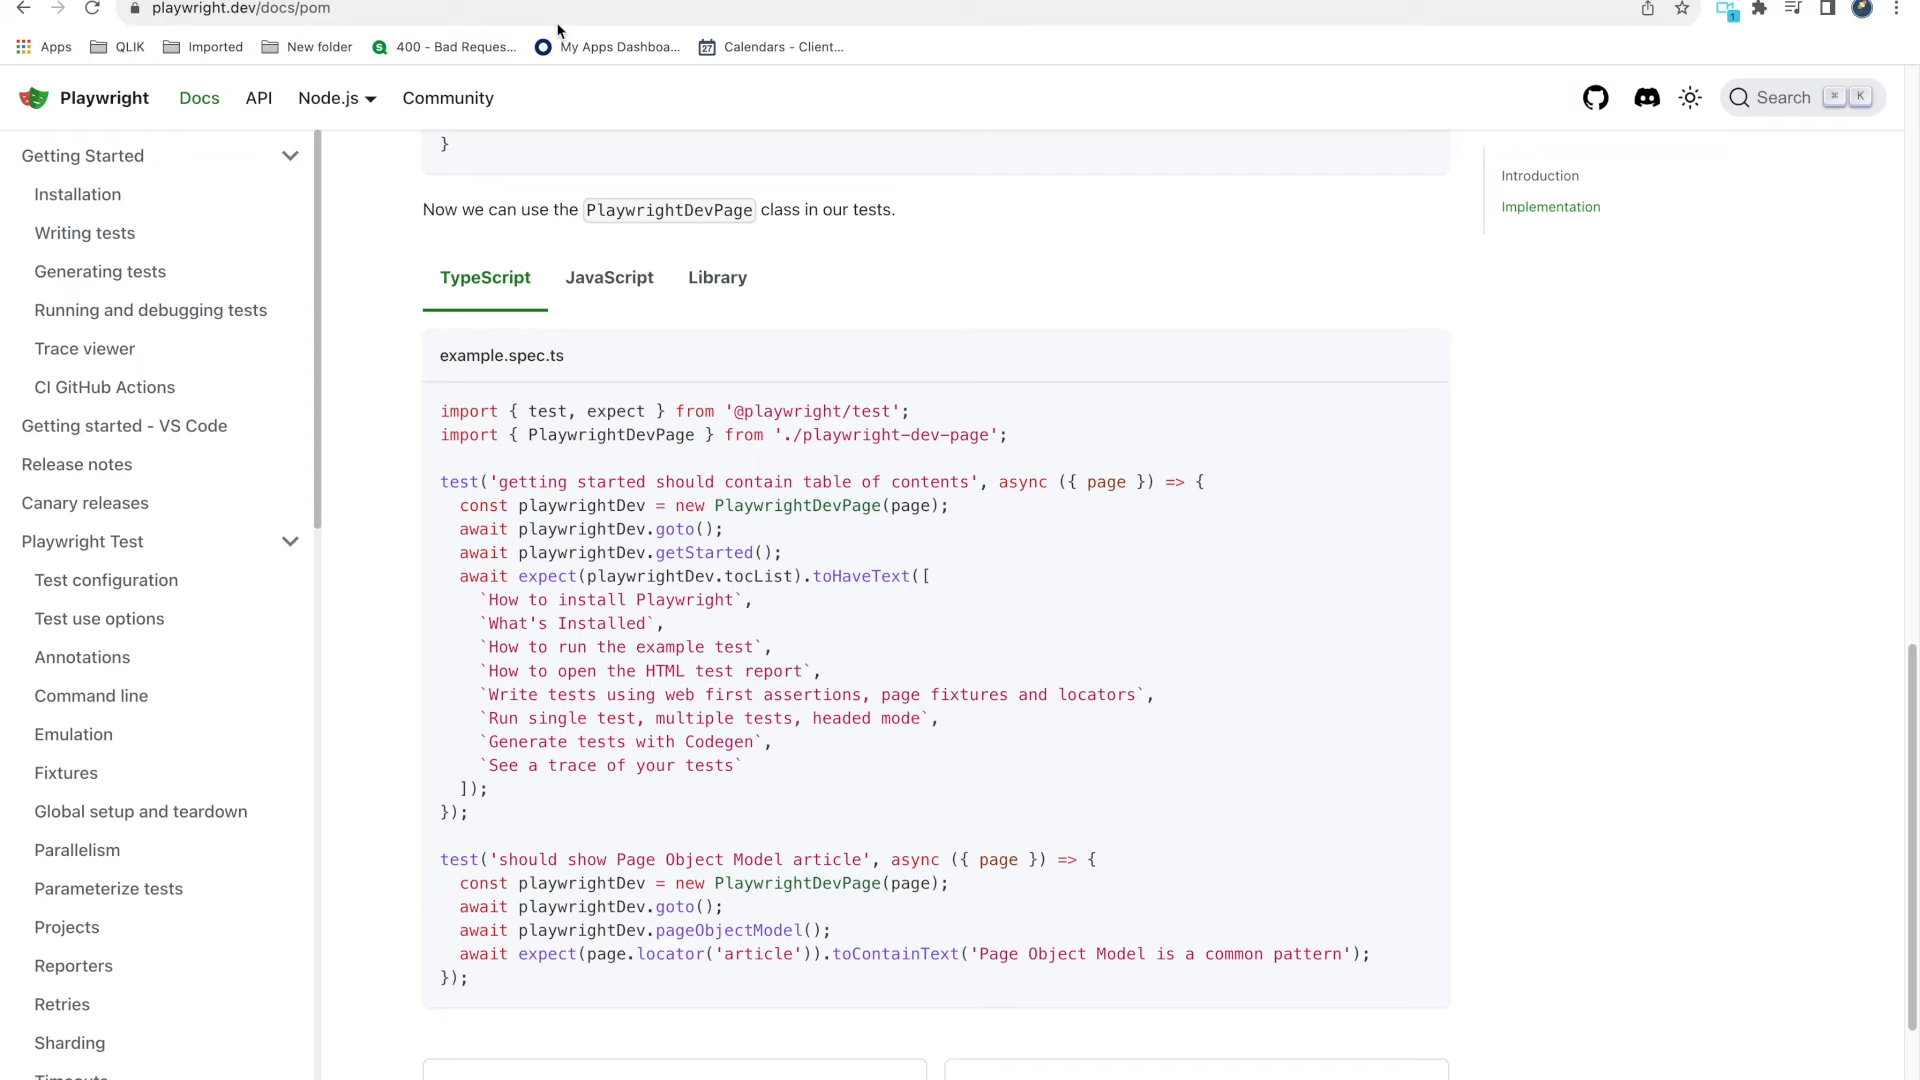 playwright.dev/docs/pom
1
Apps
QLIK
Imported
New folder
400 - Bad Reques...
My Apps Dashboa...
27
Calendars - Client...
Playwright
Docs
API
Node.js
Community
Search
⌘
K
Getting Started
Installation
Writing tests
Generating tests
Running and debugging tests
Trace viewer
CI GitHub Actions
Getting started - VS Code
Release notes
Canary releases
Playwright Test
Test configuration
Test use options
Annotations
Command line
Emulation
Fixtures
Global setup and teardown
Parallelism
Parameterize tests
Projects
Reporters
Retries
Sharding
Timeouts
}
Now we can use the PlaywrightDevPage class in our tests.
TypeScript
JavaScript
Library
example.spec.ts
import { test, expect } from '@playwright/test';
import { PlaywrightDevPage } from './playwright-dev-page';
test('getting started should contain table of contents', async ({ page }) => {
const playwrightDev = new PlaywrightDevPage(page);
await playwrightDev.goto();
await playwrightDev.getStarted();
await expect(playwrightDev.tocList).toHaveText([
`How to install Playwright`,
`What's Installed`,
`How to run the example test`,
`How to open the HTML test report`,
`Write tests using web first assertions, page fixtures and locators`,
`Run single test, multiple tests, headed mode`,
`Generate tests with Codegen`,
`See a trace of your tests`
]);
});
test('should show Page Object Model article', async ({ page }) => {
const playwrightDev = new PlaywrightDevPage(page);
await playwrightDev.goto();
await playwrightDev.pageObjectModel();
await expect(page.locator('article')).toContainText('Page Object Model is a common pattern');
});
Introduction
Implementation